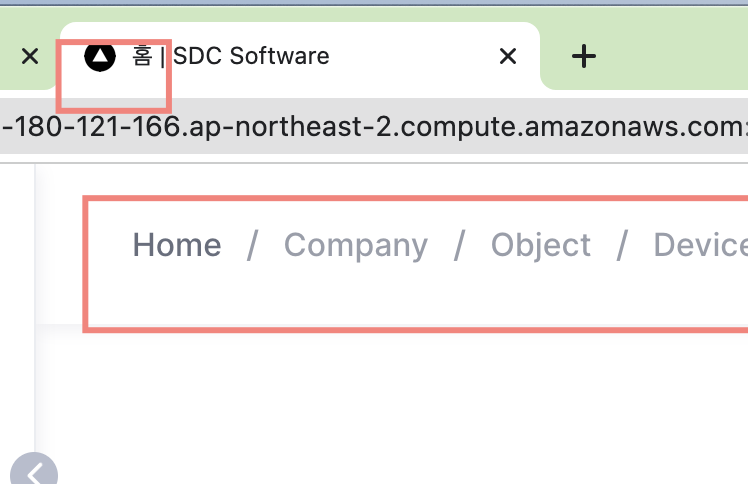 홈 | SDC Software
-180-121-166.ap-northeast-2.compute.amazonaws.com:
Home / Company / Object / Device